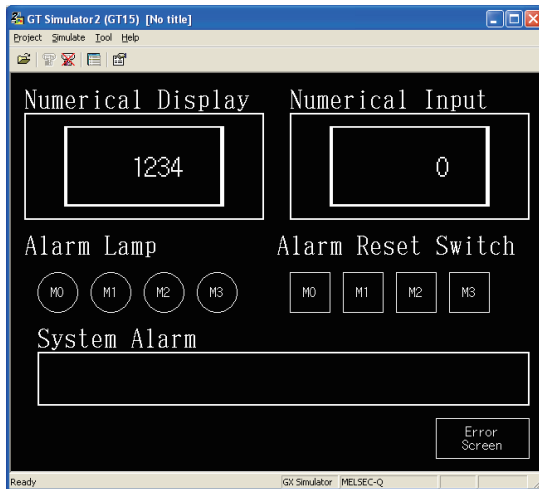 GT Simulator2 (GT15) [No title]
Project Simulate Tool Help
Numerical Display Numerical Input
1234 0
Alarm Lamp Alarm Reset Switch
M0 M1 M2 M3 M0 M1 M2 M3
System Alarm
Error
Screen
Ready GX Simulator MELSEC-Q